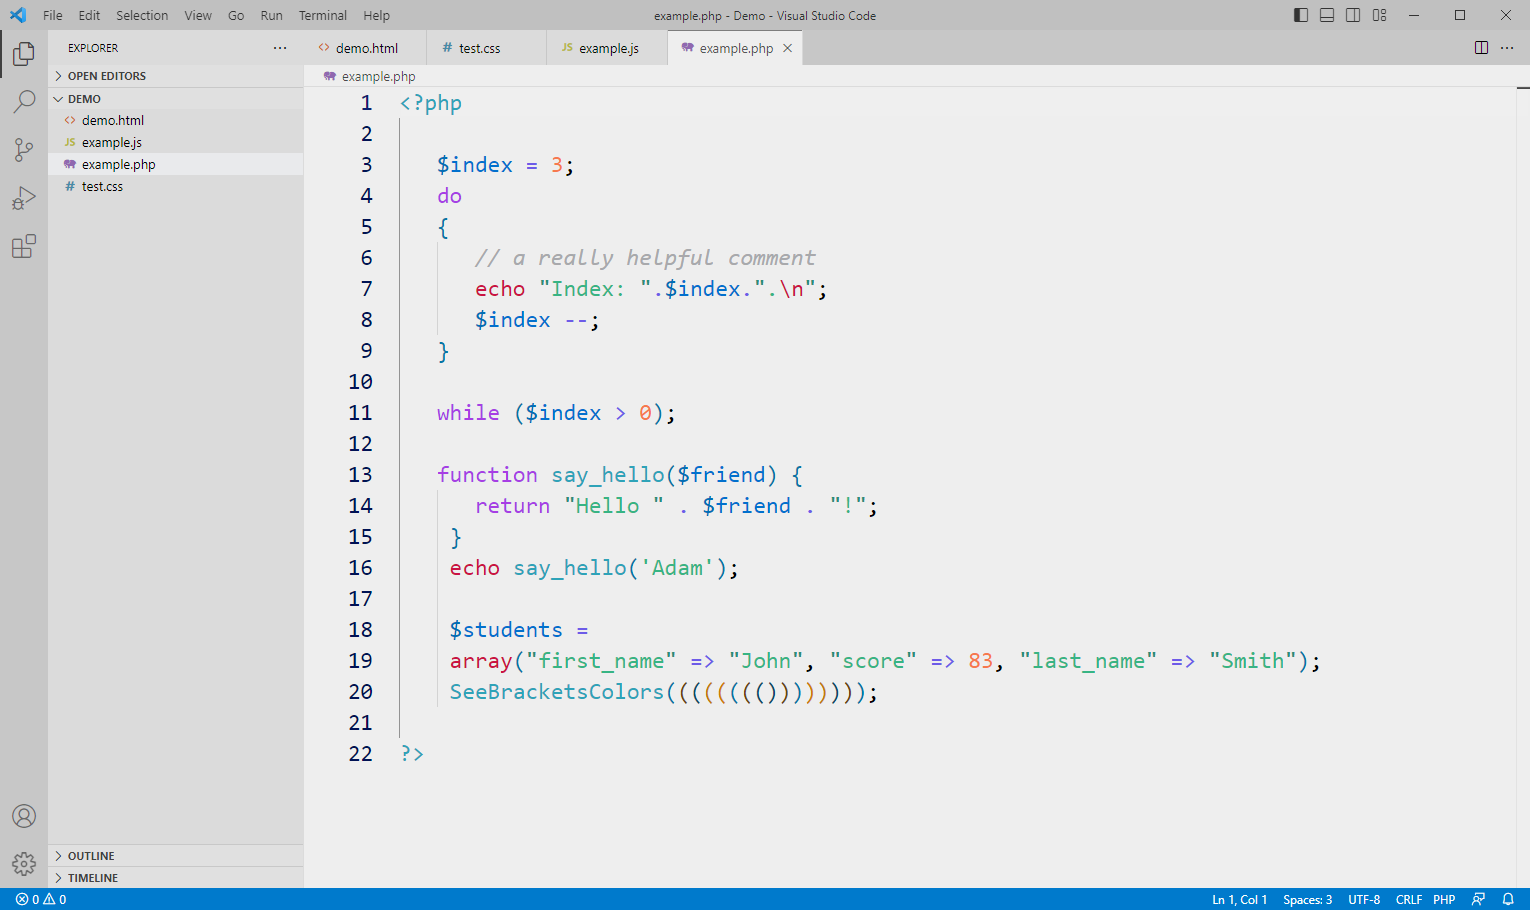 File Edit Selection View Go Run Terminal Help example.php - Demo - Visual Studio Code
EXPLORER
OPEN EDITORS
DEMO
<> demo.html
JS example.js
example.php
# test.css
OUTLINE
TIMELINE
<> demo.html # test.css JS example.js example.php
example.php
1 <?php
2
3 $index = 3;
4 do
5 {
6 // a really helpful comment
7 echo "Index: ".$index.".\n";
8 $index --;
9 }
10
11 while ($index > 0);
12
13 function say_hello($friend) {
14 return "Hello " . $friend . "!";
15 }
16 echo say_hello('Adam');
17
18 $students =
19 array("first_name" => "John", "score" => 83, "last_name" => "Smith");
20 SeeBracketsColors(((((((())))))));
21
22 ?>
0 0 Ln 1, Col 1 Spaces: 3 UTF-8 CRLF PHP